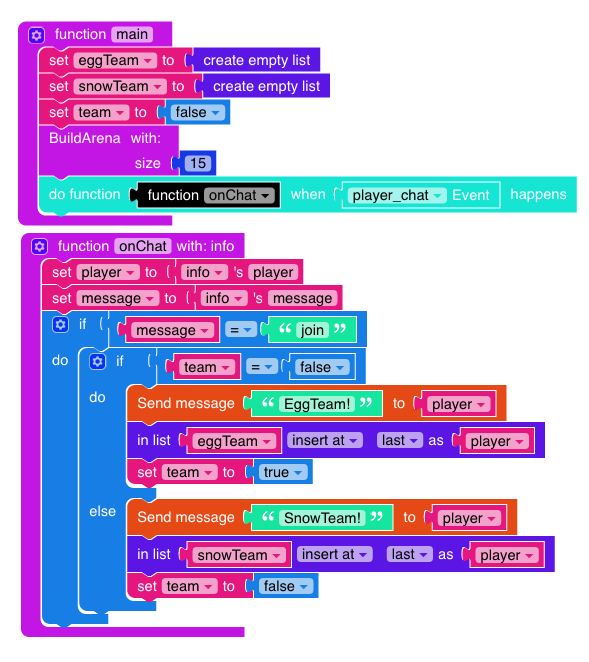 function main
set eggTeam to create empty list
set snowTeam to create empty list
set team to false
BuildArena with:
size 15
do function function onChat when player_chat Event happens
function onChat with: info
set player to info 's player
set message to info 's message
if message = “ join ”
do if team = false
do Send message “ EggTeam! ” to player
in list eggTeam insert at last as player
set team to true
else Send message “ SnowTeam! ” to player
in list snowTeam insert at last as player
set team to false